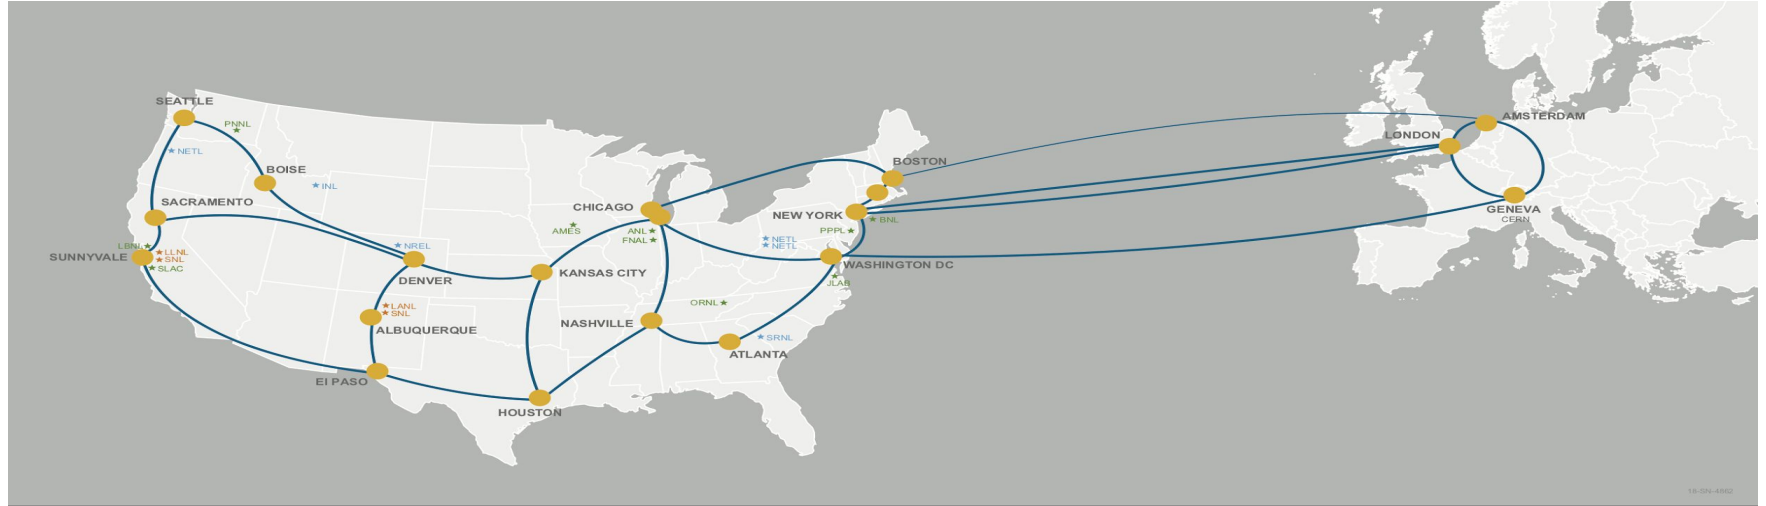 SEATTLE
PNNL
NETL
BOISE
INL
SACRAMENTO
LBNL
LLNL
SUNNYVALE
SNL
SLAC
NREL
DENVER
LANL
SNL
ALBUQUERQUE
El PASO
HOUSTON
KANSAS CITY
AMES
CHICAGO
ANL
FNAL
NASHVILLE
ORNL
ATLANTA
SRNL
NETL
NETL
BOSTON
NEW YORK
BNL
PPPL
WASHINGTON DC
JLAB
AMSTERDAM
LONDON
GENEVA
CERN